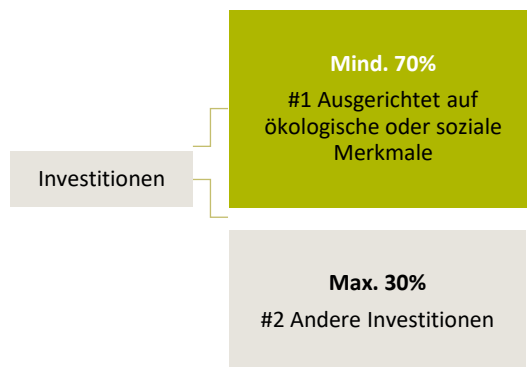 Mind. 70%
#1 Ausgerichtet auf
ökologische oder soziale
Merkmale
Investitionen
Max. 30%
#2 Andere Investitionen